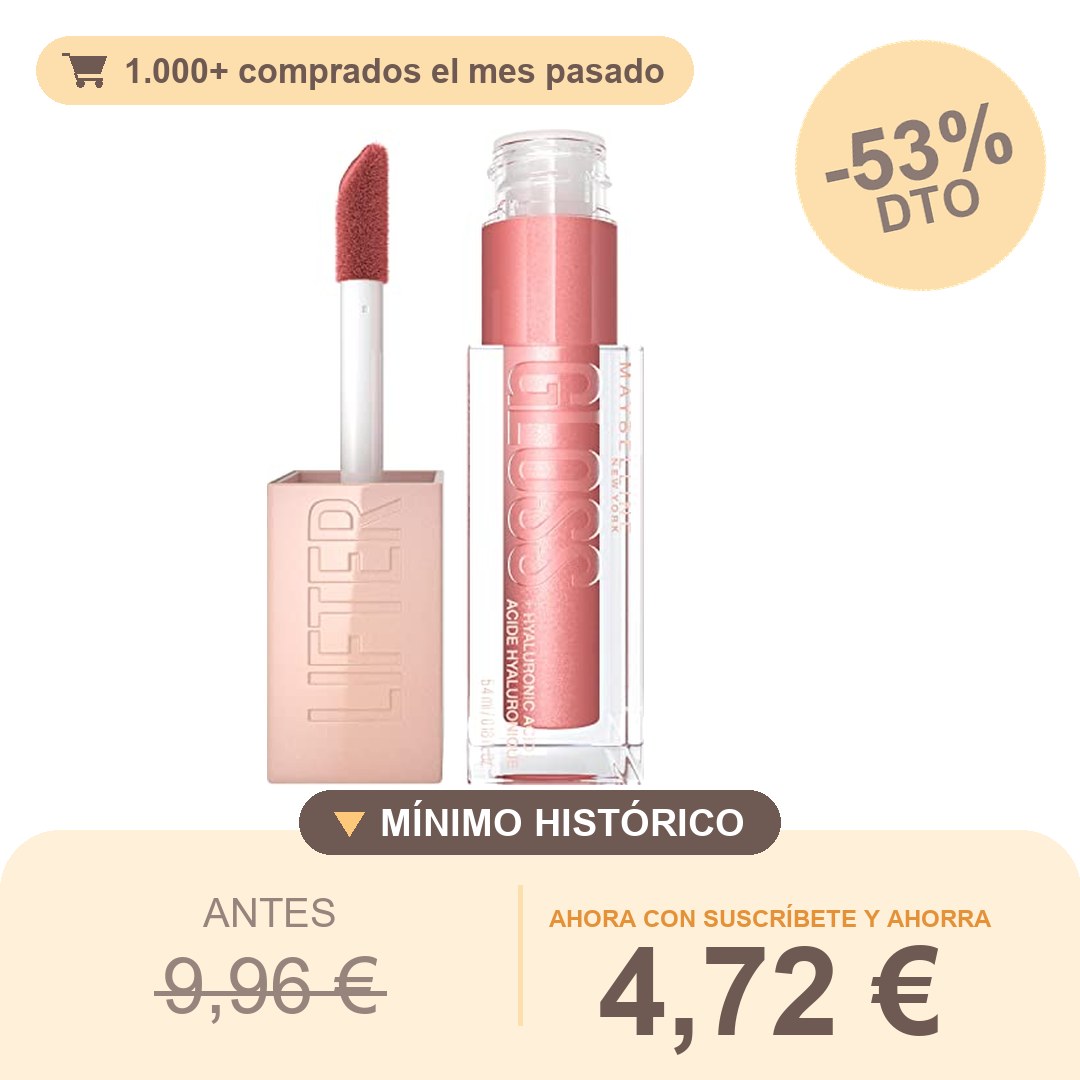 1.000+ comprados el mes pasado
-53%
DTO
LIFTER
GLOSS
MAYBELLINE
NEW YORK
+ HYALURONIC ACID
ACIDE HYALURONIQUE
MÍNIMO HISTÓRICO
ANTES
9,96 €
AHORA CON SUSCRÍBETE Y AHORRA
4,72 €